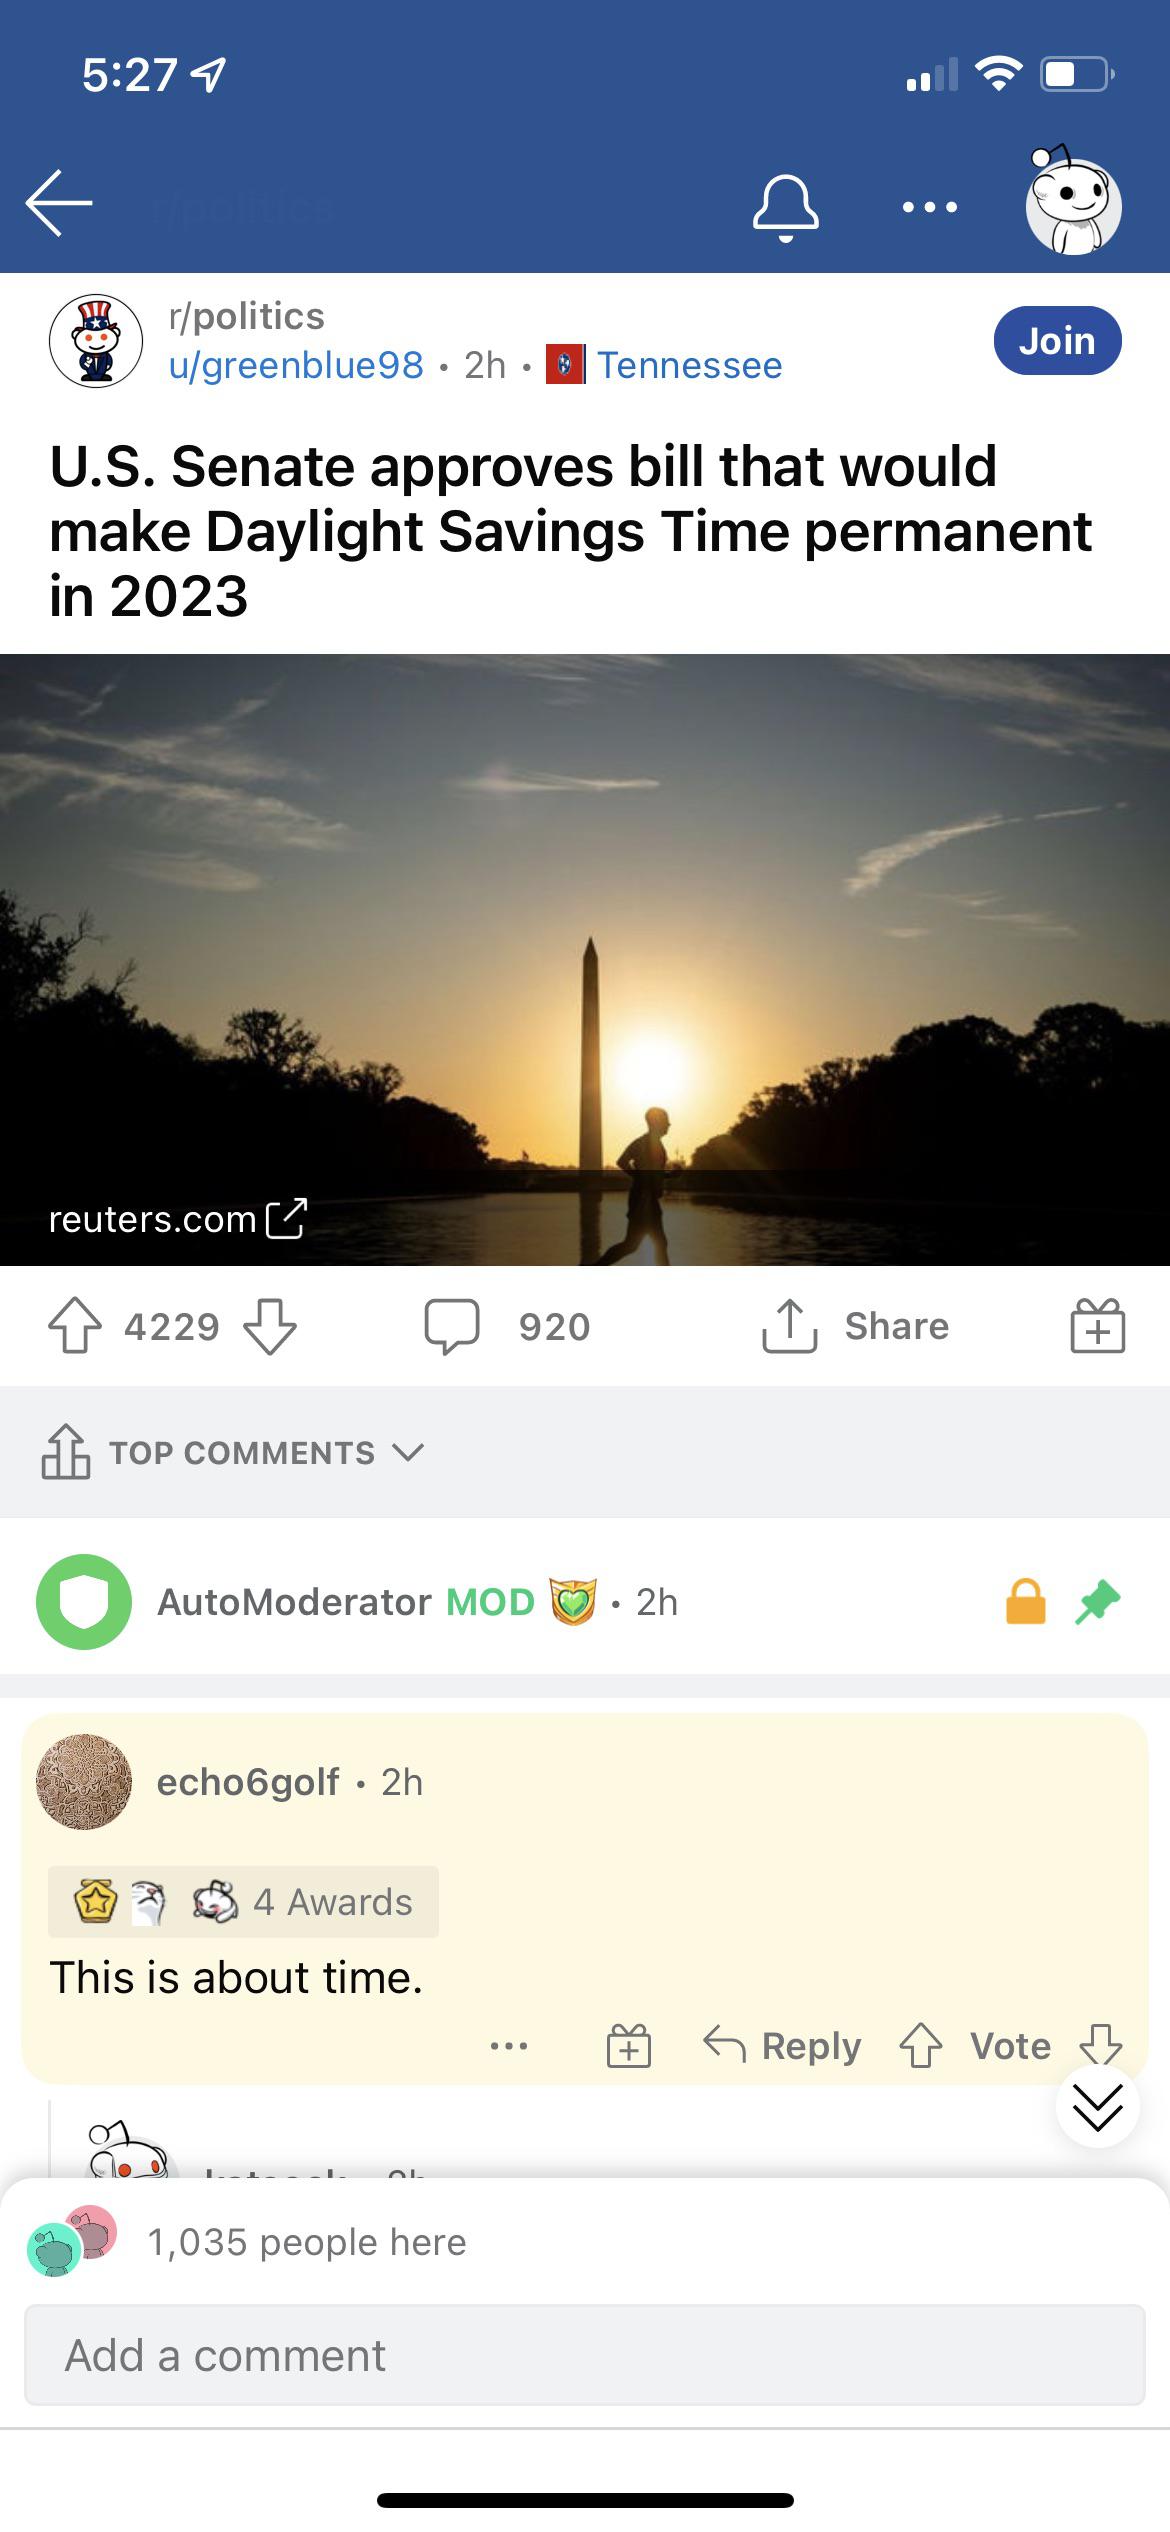 5:27
r/politics
r/politics
u/greenblue98 • 2h • Tennessee
Join
U.S. Senate approves bill that would
make Daylight Savings Time permanent
in 2023
reuters.com
4229
920
Share
TOP COMMENTS
AutoModerator MOD • 2h
echo6golf • 2h
4 Awards
This is about time.
Reply
Vote
2h
1,035 people here
Add a comment